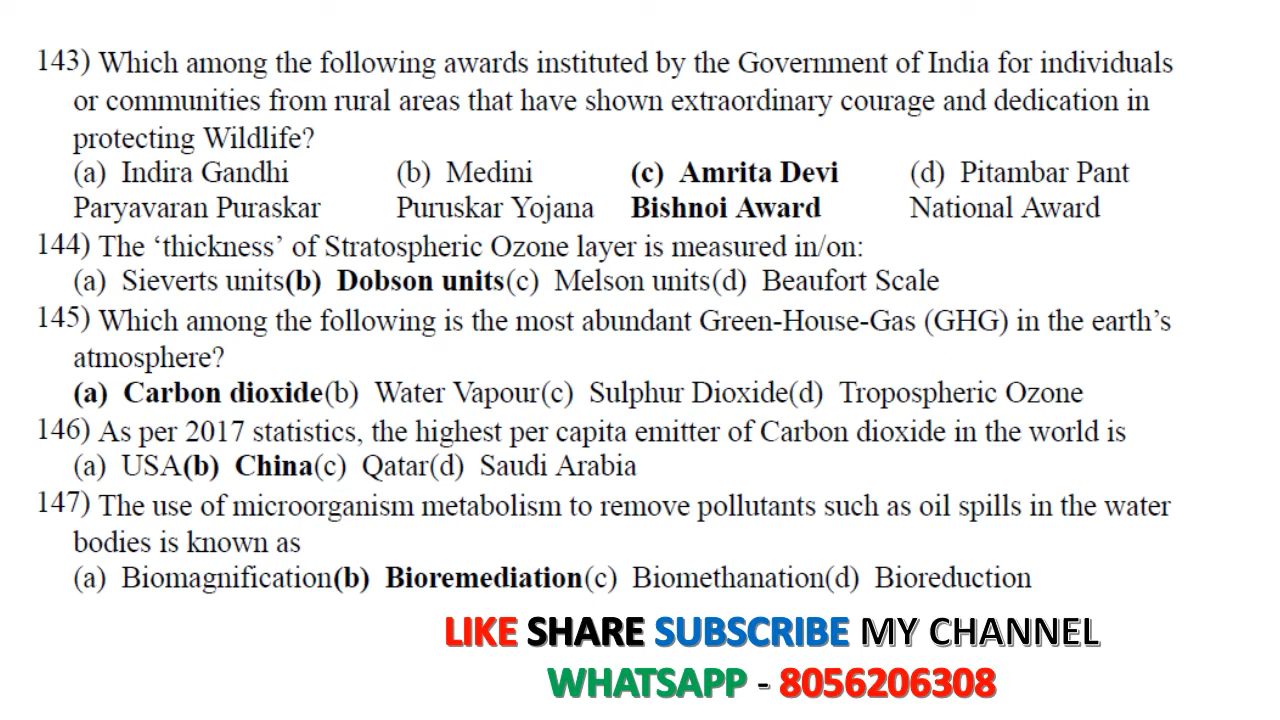 143) Which among the following awards instituted by the Government of India for individuals
or communities from rural areas that have shown extraordinary courage and dedication in
protecting Wildlife?
(a) Indira Gandhi (b) Medini (c) Amrita Devi (d) Pitambar Pant
Paryavaran Puraskar Puruskar Yojana Bishnoi Award National Award
144) The ‘thickness’ of Stratospheric Ozone layer is measured in/on:
(a) Sieverts units(b) Dobson units(c) Melson units(d) Beaufort Scale
145) Which among the following is the most abundant Green-House-Gas (GHG) in the earth’s
atmosphere?
(a) Carbon dioxide(b) Water Vapour(c) Sulphur Dioxide(d) Tropospheric Ozone
146) As per 2017 statistics, the highest per capita emitter of Carbon dioxide in the world is
(a) USA(b) China(c) Qatar(d) Saudi Arabia
147) The use of microorganism metabolism to remove pollutants such as oil spills in the water
bodies is known as
(a) Biomagnification(b) Bioremediation(c) Biomethanation(d) Bioreduction
LIKE SHARE SUBSCRIBE MY CHANNEL
WHATSAPP - 8056206308